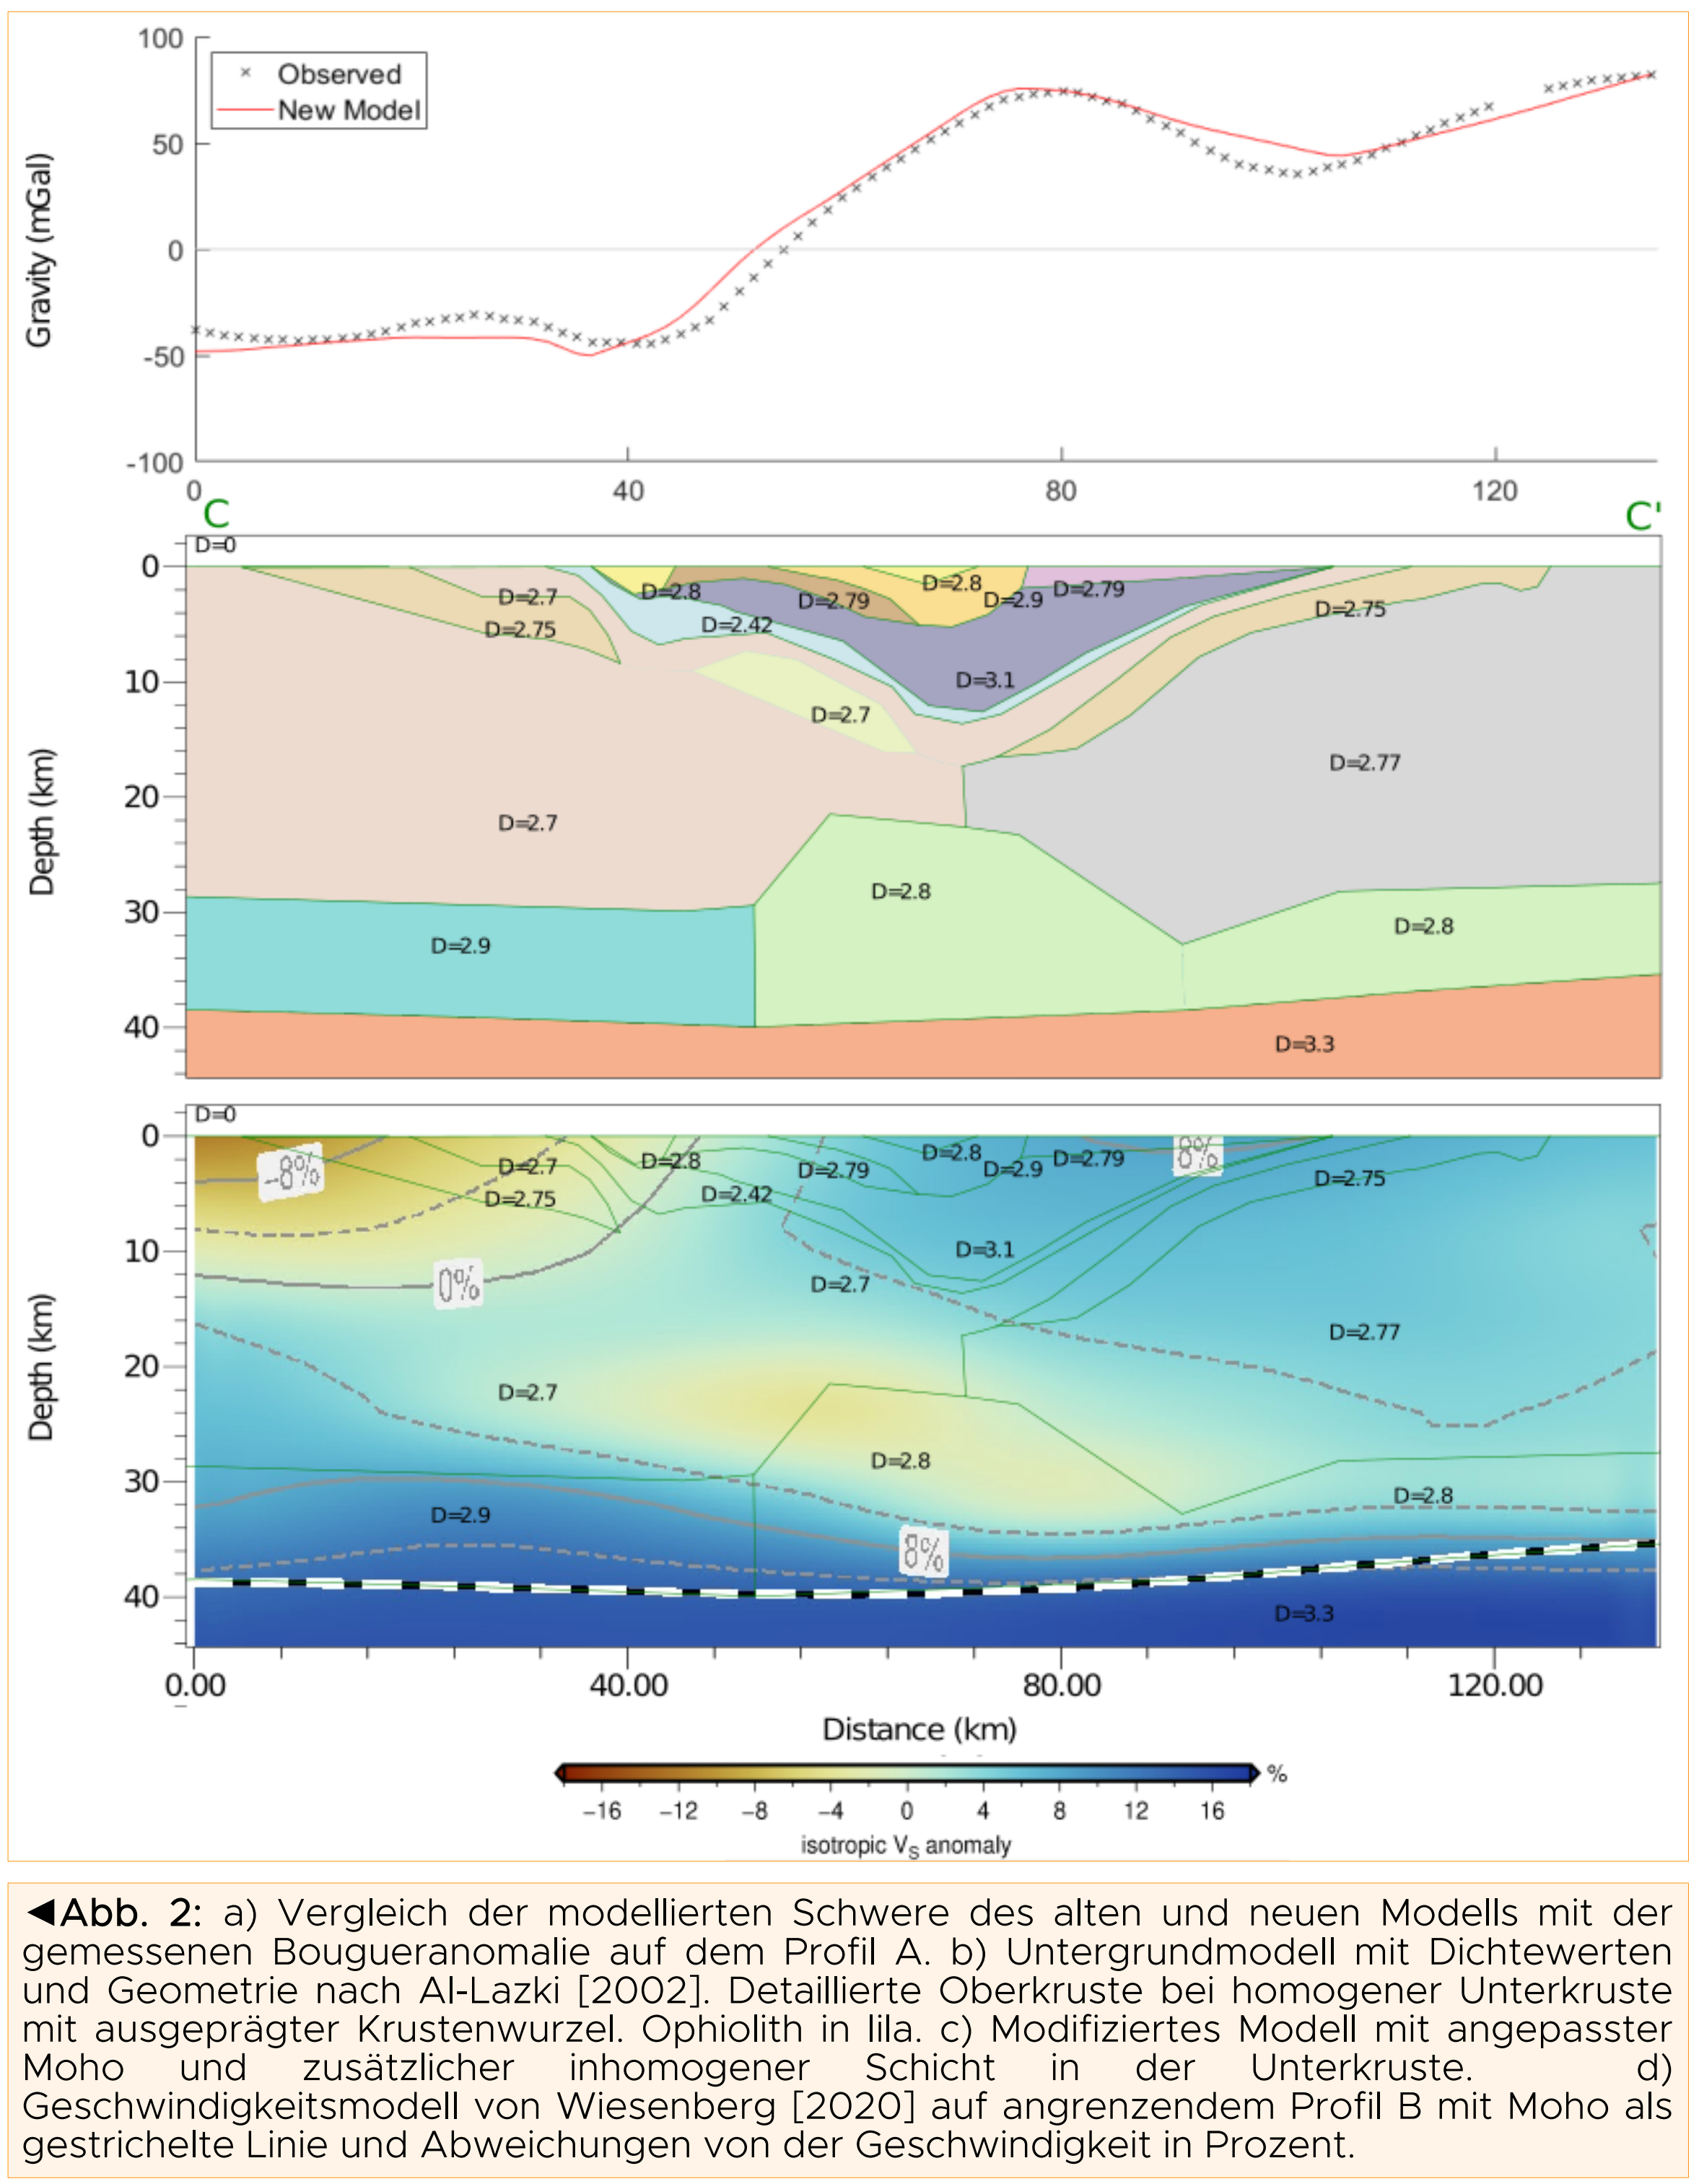 100
Observed
New Model
50
Gravity (mGal)
0
-50
-100
0 40 80 120
C C'
D=0
0
D=2.7 D=2.8 D=2.79 D=2.8 D=2.9 D=2.79 D=2.75
D=2.75 D=2.42
10
D=3.1
D=2.7
D=2.77
Depth (km)
20
D=2.7
D=2.8
30
D=2.8
D=2.9
40
D=3.3
D=0
0
-8% 8%
D=2.7 D=2.8 D=2.79 D=2.8 D=2.9 D=2.79 D=2.75
D=2.75 D=2.42
10
D=3.1
0% D=2.7
D=2.77
20
Depth (km)
D=2.7
D=2.8
30
D=2.8
D=2.9
8%
40
D=3.3
0.00 40.00 80.00 120.00
Distance (km)
%
−16 −12 −8 −4 0 4 8 12 16
isotropic VS anomaly
◄Abb. 2: a) Vergleich der modellierten Schwere des alten und neuen Modells mit der
gemessenen Bougueranomalie auf dem Profil A. b) Untergrundmodell mit Dichtewerten
und Geometrie nach Al-Lazki [2002]. Detaillierte Oberkruste bei homogener Unterkruste
mit ausgeprägter Krustenwurzel. Ophiolith in lila. c) Modifiziertes Modell mit angepasster
Moho und zusätzlicher inhomogener Schicht in der Unterkruste. d)
Geschwindigkeitsmodell von Wiesenberg [2020] auf angrenzendem Profil B mit Moho als
gestrichelte Linie und Abweichungen von der Geschwindigkeit in Prozent.